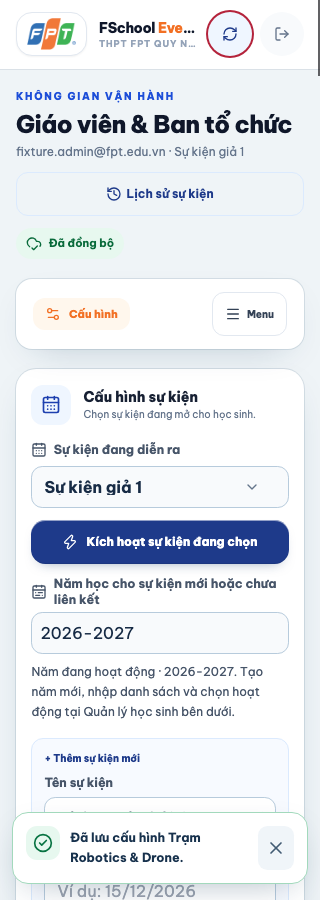 FPT
FSchool Eve...
THPT FPT QUY N...
KHÔNG GIAN VẬN HÀNH
Giáo viên & Ban tổ chức
fixture.admin@fpt.edu.vn · Sự kiện giả 1
Lịch sử sự kiện
Đã đồng bộ
Cấu hình
Menu
Cấu hình sự kiện
Chọn sự kiện đang mở cho học sinh.
Sự kiện đang diễn ra
Sự kiện giả 1
Kích hoạt sự kiện đang chọn
Năm học cho sự kiện mới hoặc chưa
liên kết
2026-2027
Năm đang hoạt động · 2026-2027. Tạo
năm mới, nhập danh sách và chọn hoạt
động tại Quản lý học sinh bên dưới.
+ Thêm sự kiện mới
Tên sự kiện
Đã lưu cấu hình Trạm
Robotics & Drone.
Ví dụ: 15/12/2026